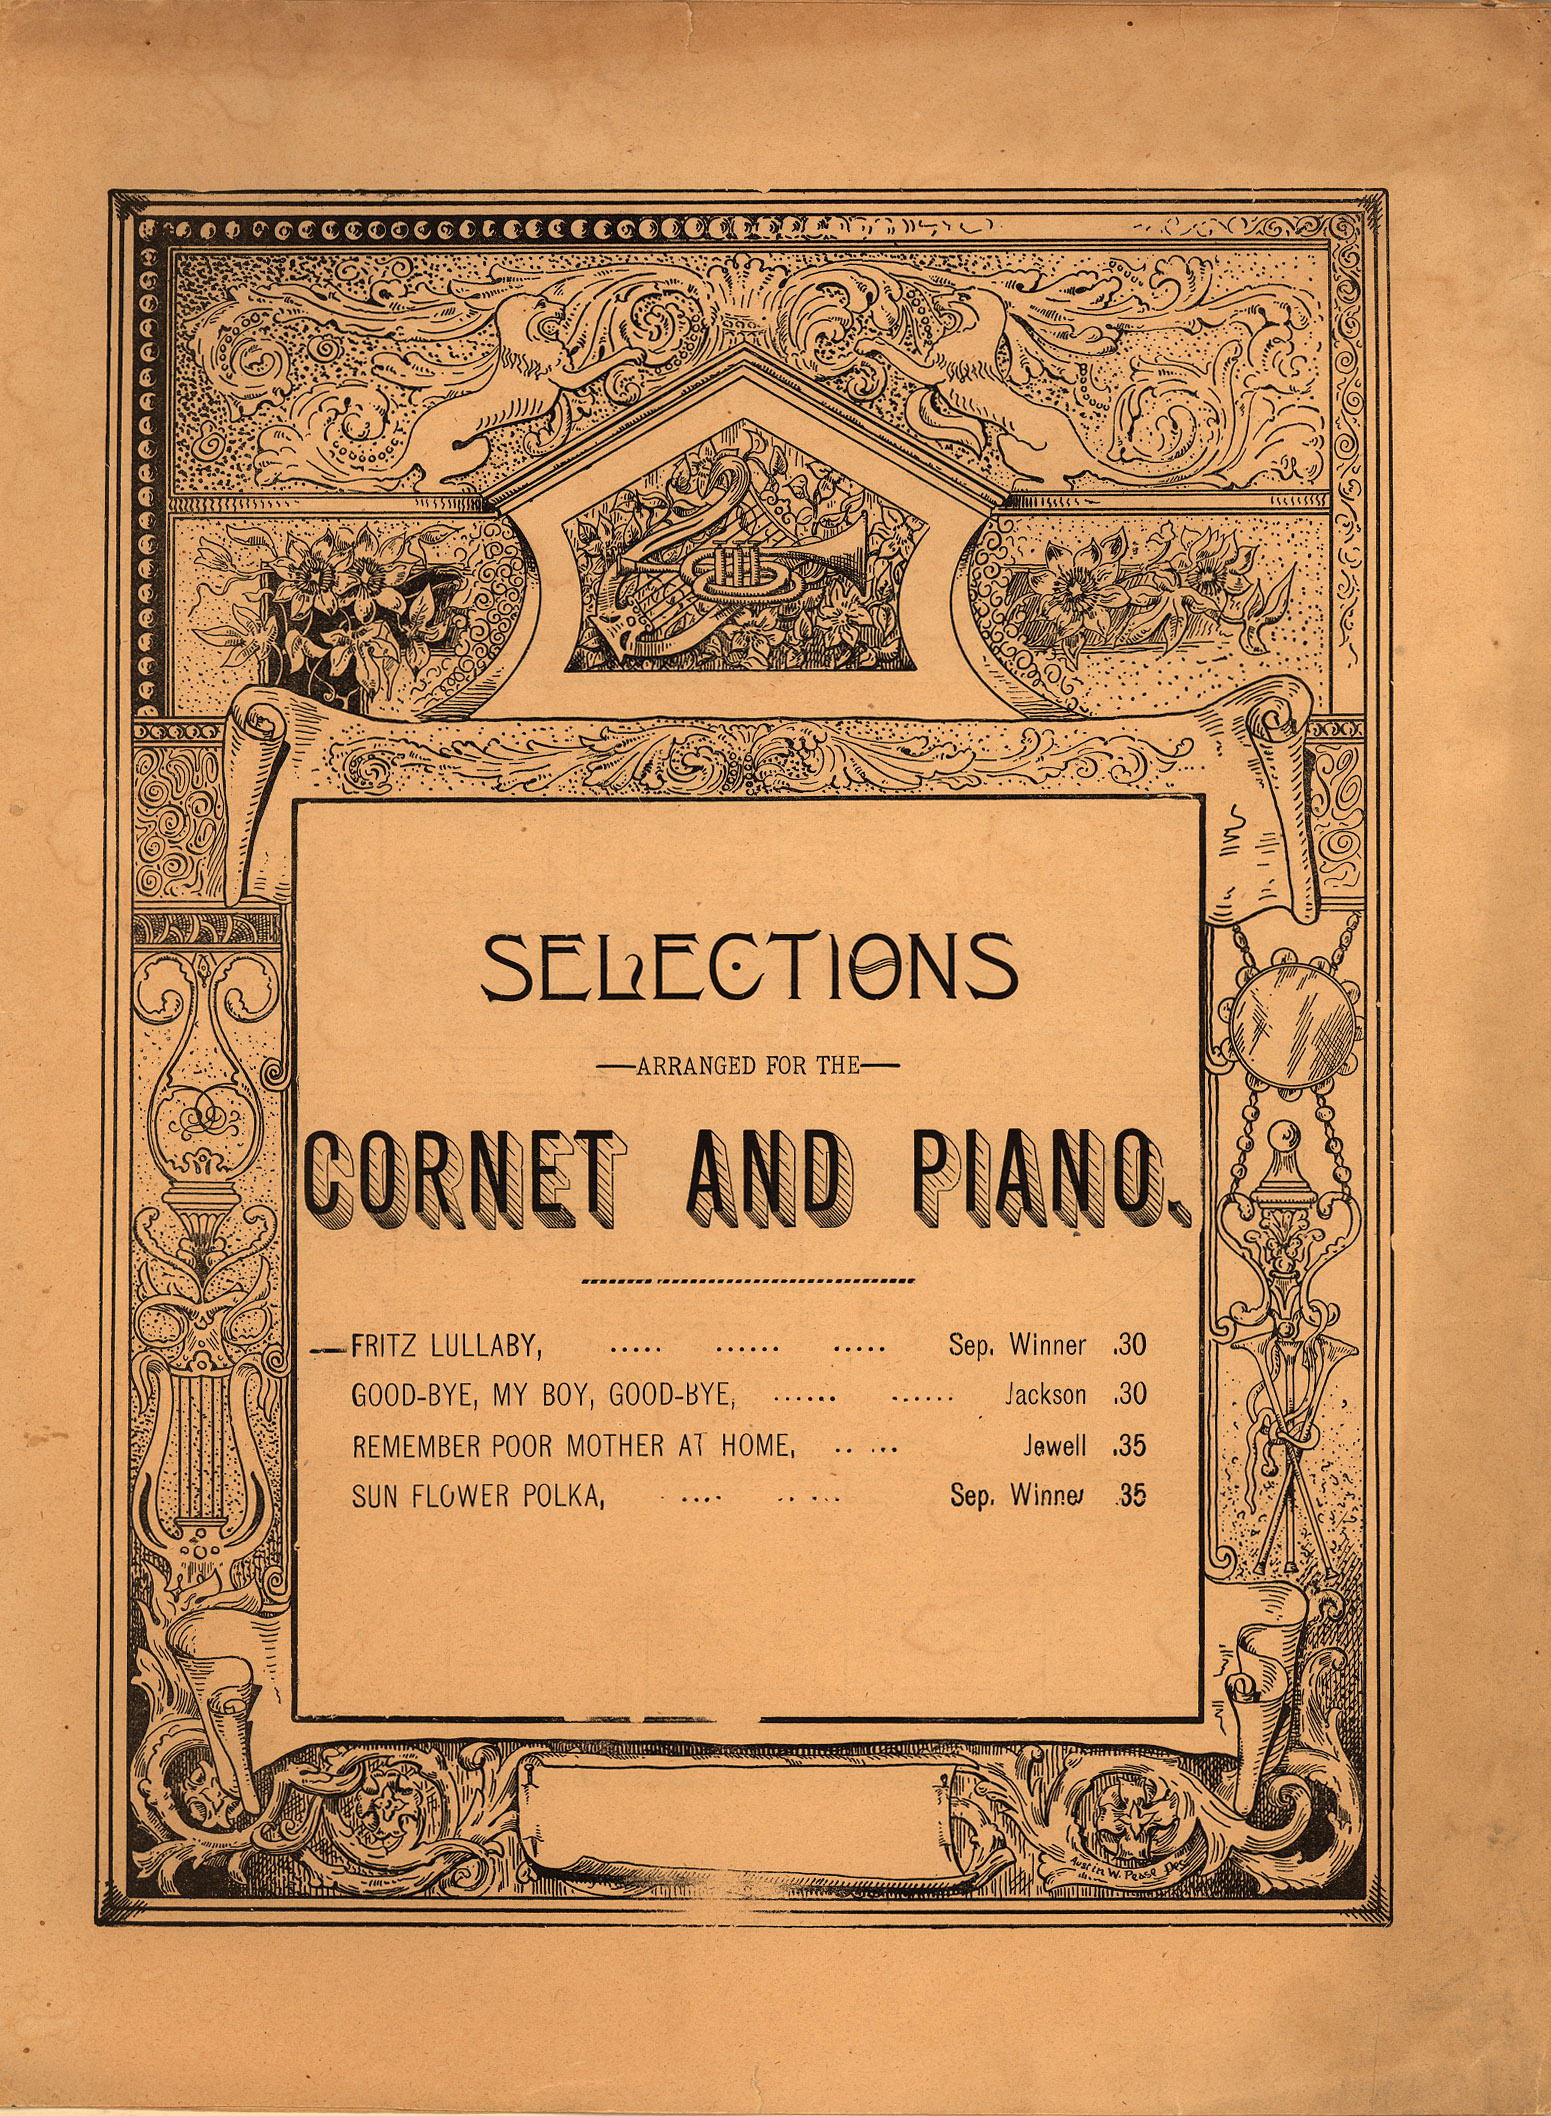 SELECTIONS
—ARRANGED FOR THE—
CORNET AND PIANO.
—FRITZ LULLABY, ..... ...... ..... Sep. Winner .30
GOOD-BYE, MY BOY, GOOD-BYE, ...... ...... Jackson .30
REMEMBER POOR MOTHER AT HOME, .. ... Jewell .35
SUN FLOWER POLKA, .... .. ... Sep. Winner .35
Austin W. Pease